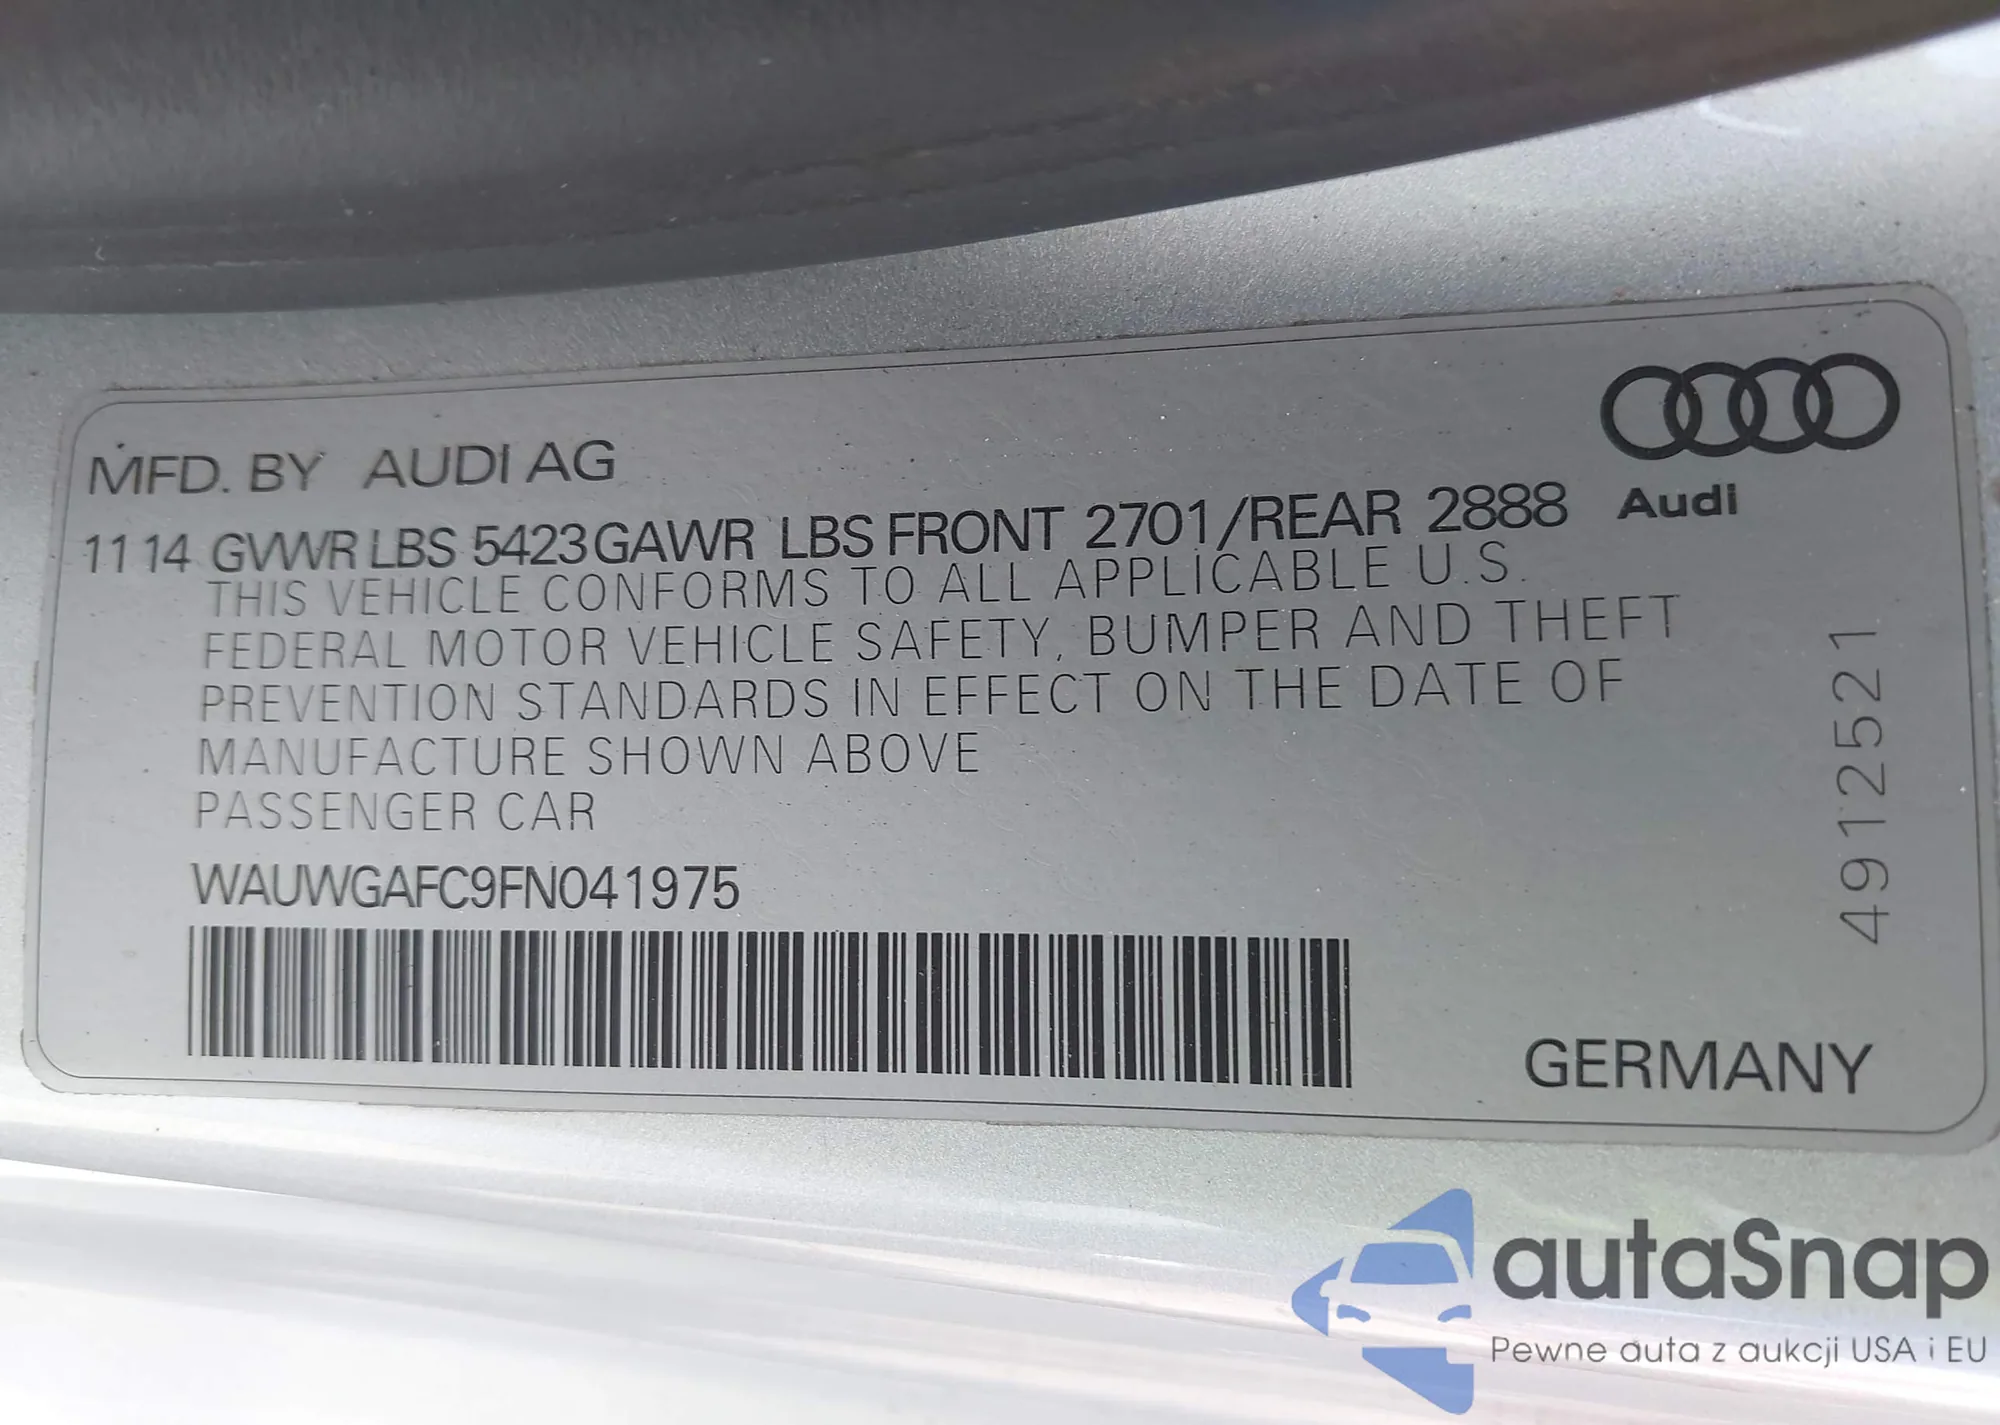 MFD. BY AUDI AG
11 14 GVWR LBS 5423 GAWR LBS FRONT 2701/REAR 2888
Audi
THIS VEHICLE CONFORMS TO ALL APPLICABLE U.S.
FEDERAL MOTOR VEHICLE SAFETY, BUMPER AND THEFT
PREVENTION STANDARDS IN EFFECT ON THE DATE OF
MANUFACTURE SHOWN ABOVE
PASSENGER CAR
WAUWGAFC9FN041975
4912521
GERMANY
autaSnap
Pewne auta z aukcji USA i EU